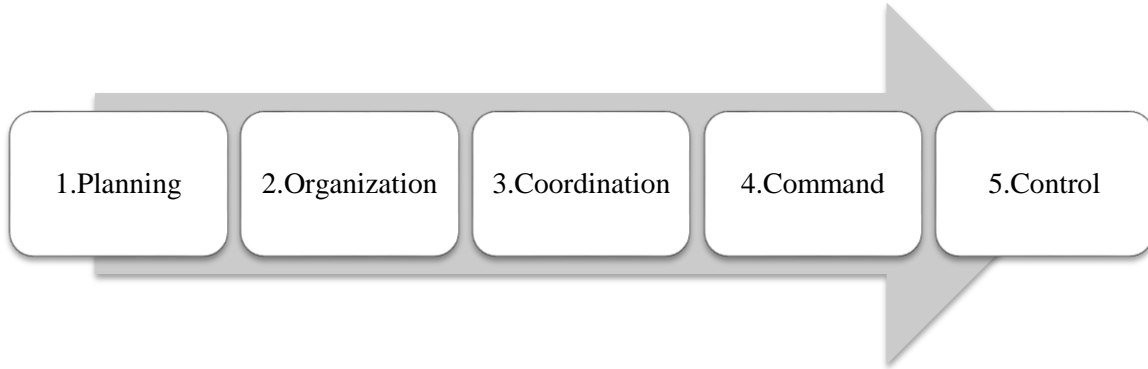 1.Planning
2.Organization
3.Coordination
4.Command
5.Control